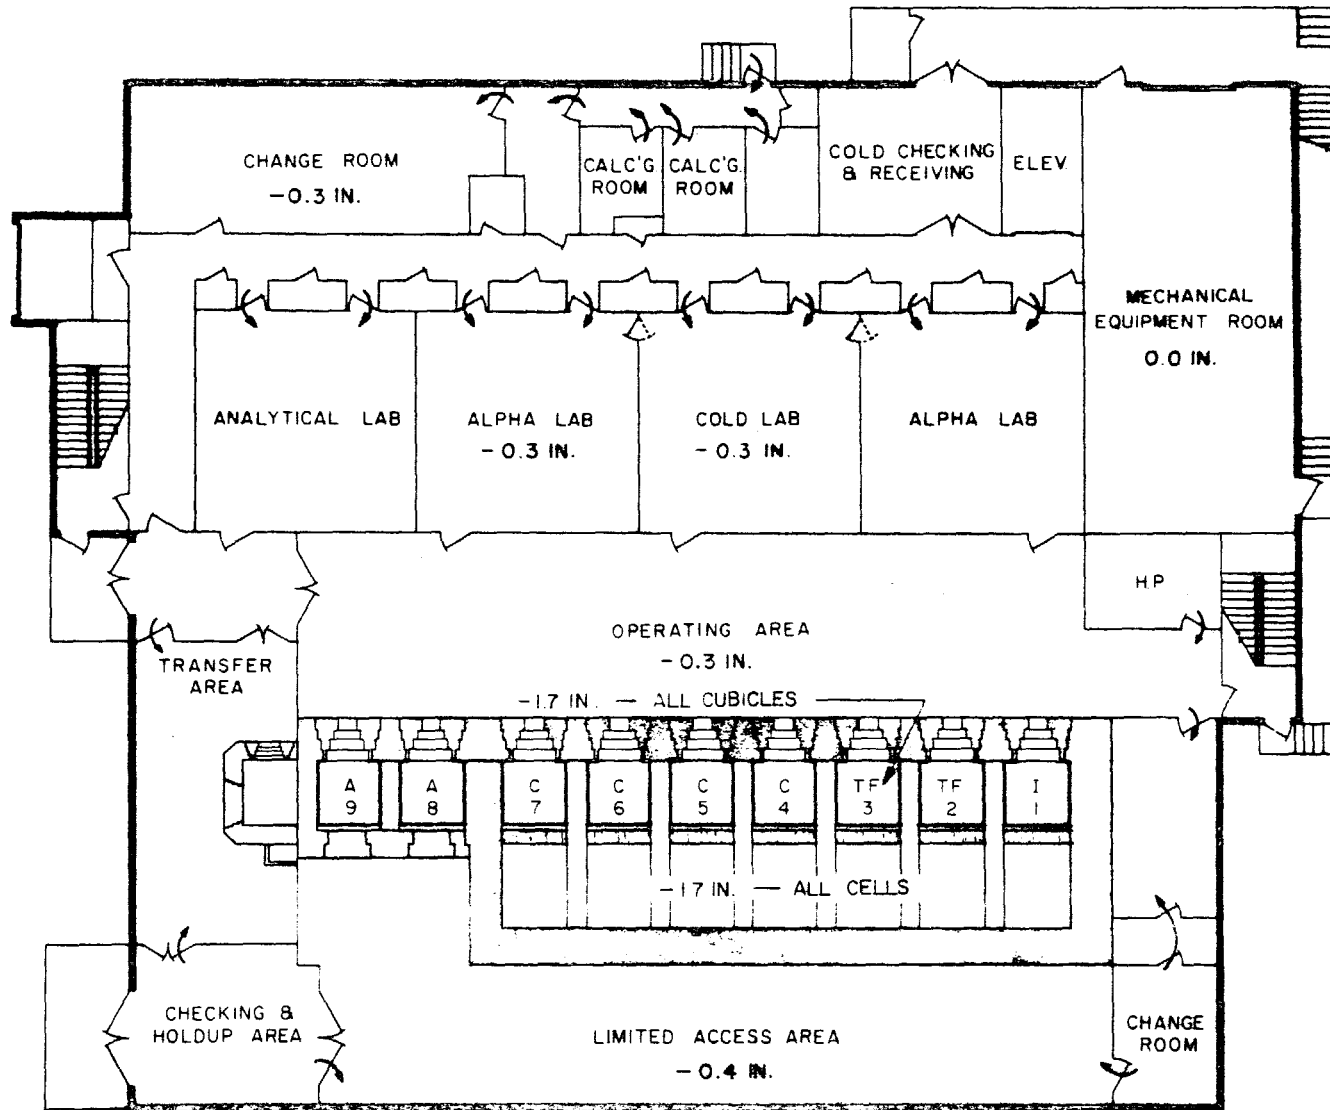 CHANGE ROOM
-0.3 IN.
CALC'G
ROOM
CALC'G.
ROOM
COLD CHECKING
& RECEIVING
ELEV.
MECHANICAL
EQUIPMENT ROOM
0.0 IN.
ANALYTICAL LAB
ALPHA LAB
-0.3 IN.
COLD LAB
-0.3 IN.
ALPHA LAB
H.P
OPERATING AREA
-0.3 IN.
TRANSFER
AREA
-1.7 IN. — ALL CUBICLES
A
9
A
8
C
7
C
6
C
5
C
4
TF
3
TF
2
I
1
-1.7 IN. — ALL CELLS
CHECKING &
HOLDUP AREA
LIMITED ACCESS AREA
-0.4 IN.
CHANGE
ROOM